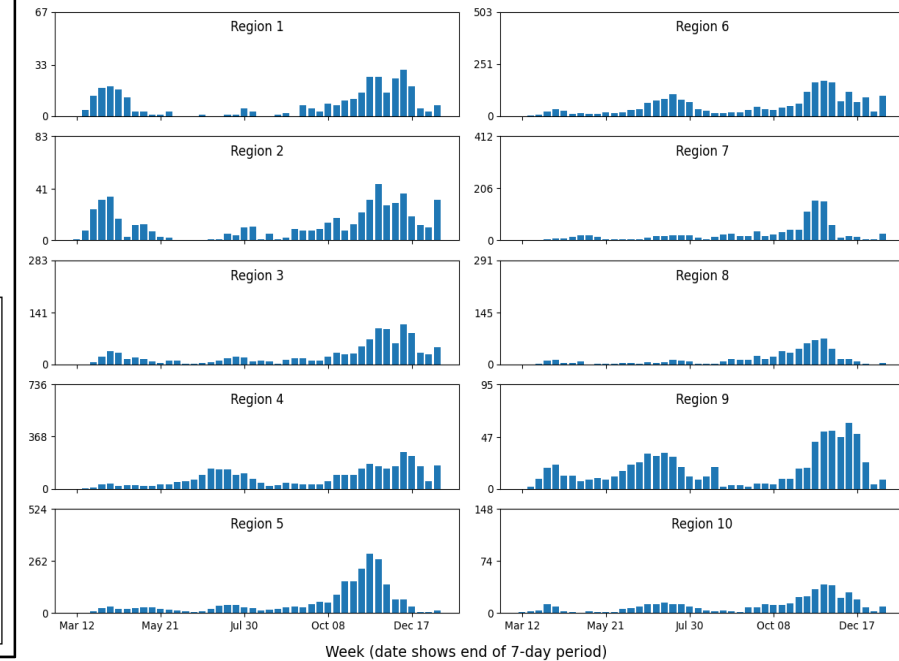 67
33
0
Region 1
503
251
0
Region 6
83
41
0
Region 2
412
206
0
Region 7
283
141
0
Region 3
291
145
0
Region 8
736
368
0
Region 4
95
47
0
Region 9
524
262
0
Region 5
148
74
0
Region 10
Mar 12 May 21 Jul 30 Oct 08 Dec 17
Mar 12 May 21 Jul 30 Oct 08 Dec 17
Week (date shows end of 7-day period)